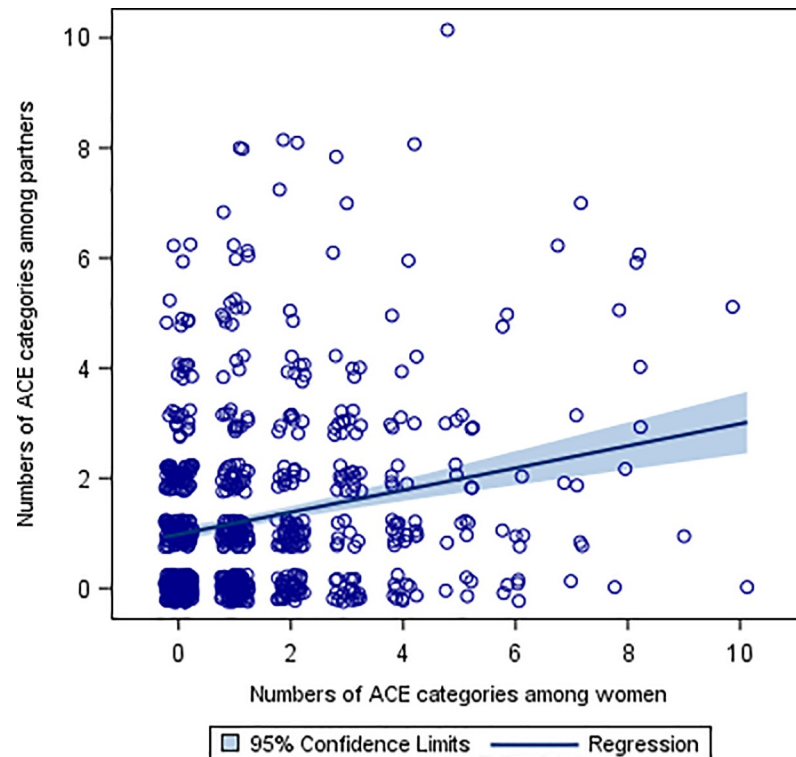 Numbers of ACE categories among partners
10
8
6
4
2
0
0 2 4 6 8 10
Numbers of ACE categories among women
95% Confidence Limits Regression